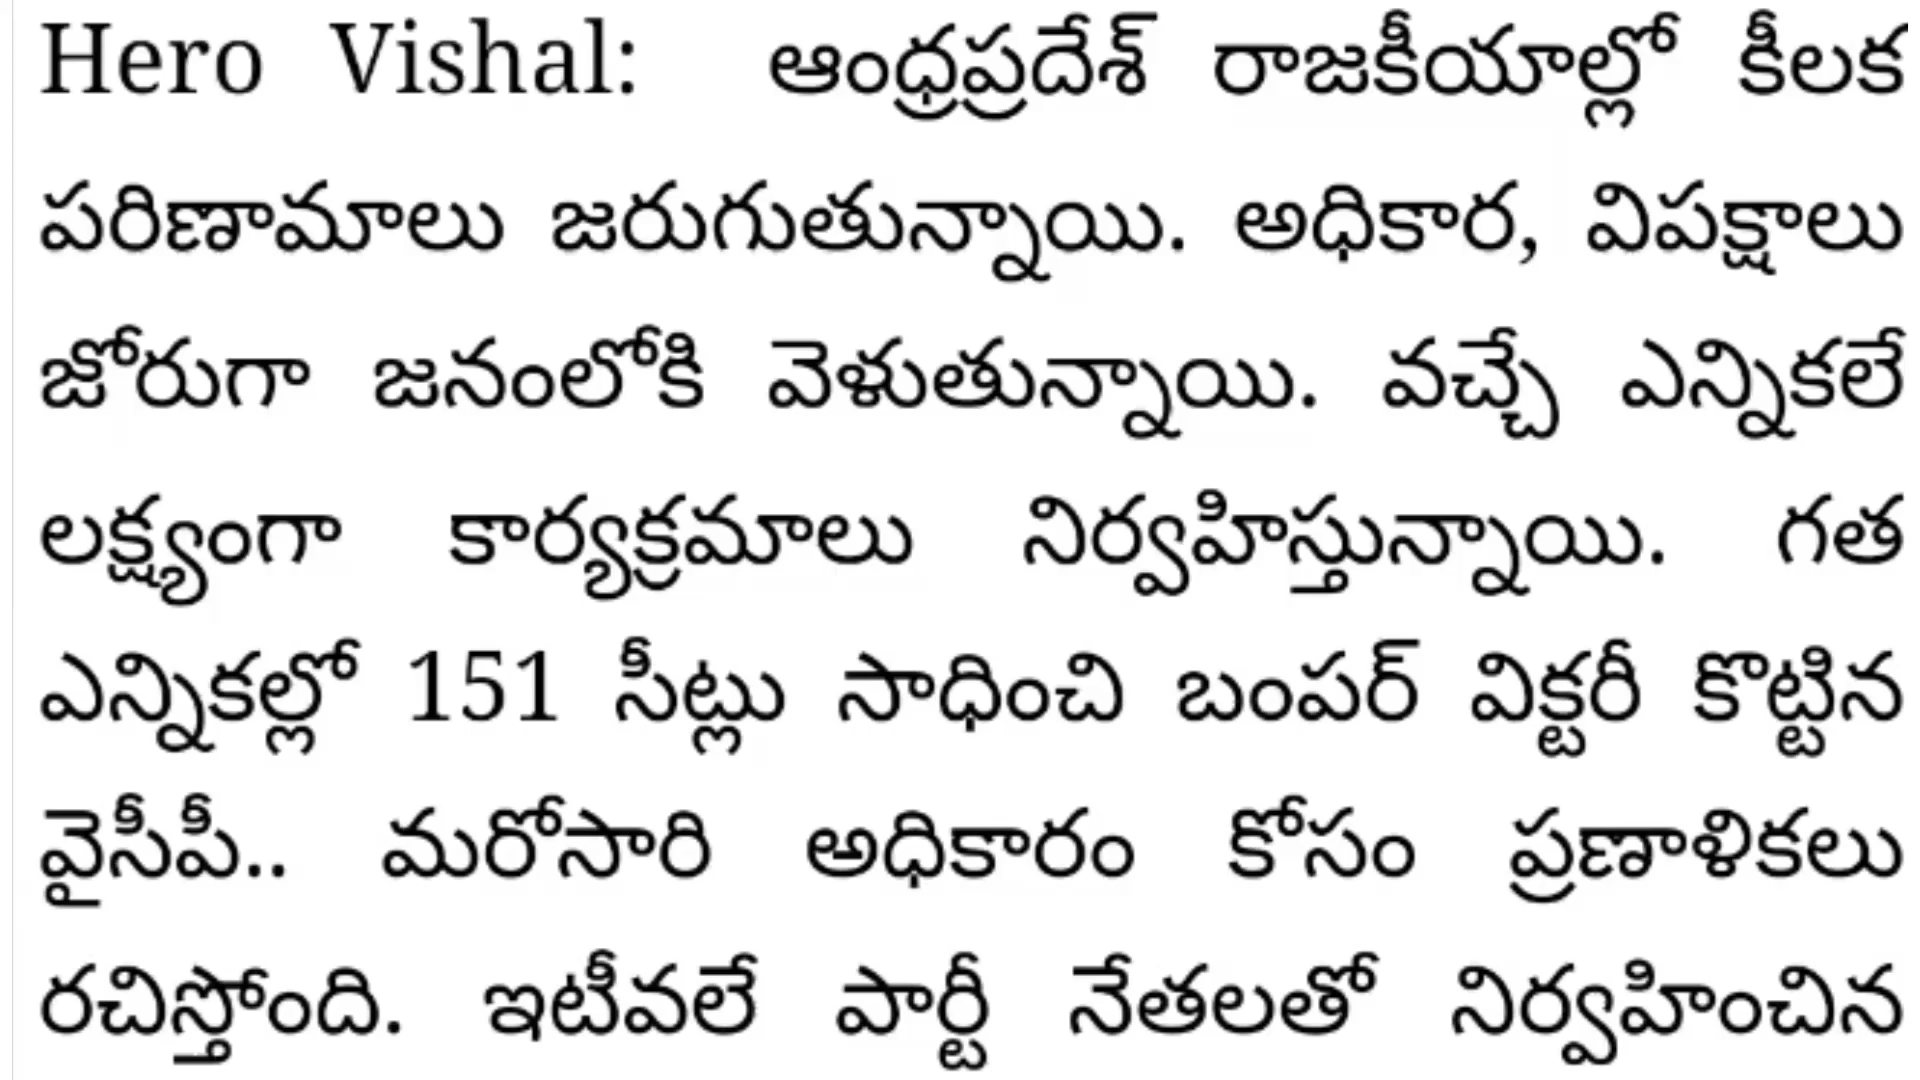 Hero Vishal: ఆంధ్రప్రదేశ్ రాజకీయాల్లో కీలక
పరిణామాలు జరుగుతున్నాయి. అధికార, విపక్షాలు
జోరుగా జనంలోకి వెళుతున్నాయి. వచ్చే ఎన్నికలే
లక్ష్యంగా కార్యక్రమాలు నిర్వహిస్తున్నాయి. గత
ఎన్నికల్లో 151 సీట్లు సాధించి బంపర్ విక్టరీ కొట్టిన
వైసీపీ.. మరోసారి అధికారం కోసం ప్రణాళికలు
రచిస్తోంది. ఇటీవలే పార్టీ నేతలతో నిర్వహించిన